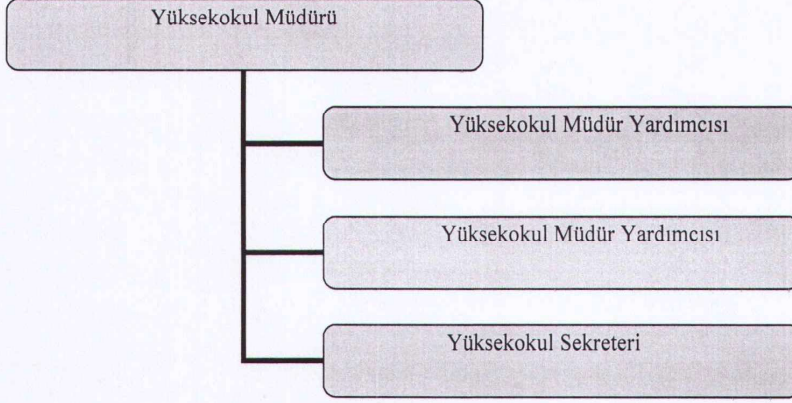 Yüksekokul Müdürü
Yüksekokul Müdür Yardımcısı
Yüksekokul Müdür Yardımcısı
Yüksekokul Sekreteri